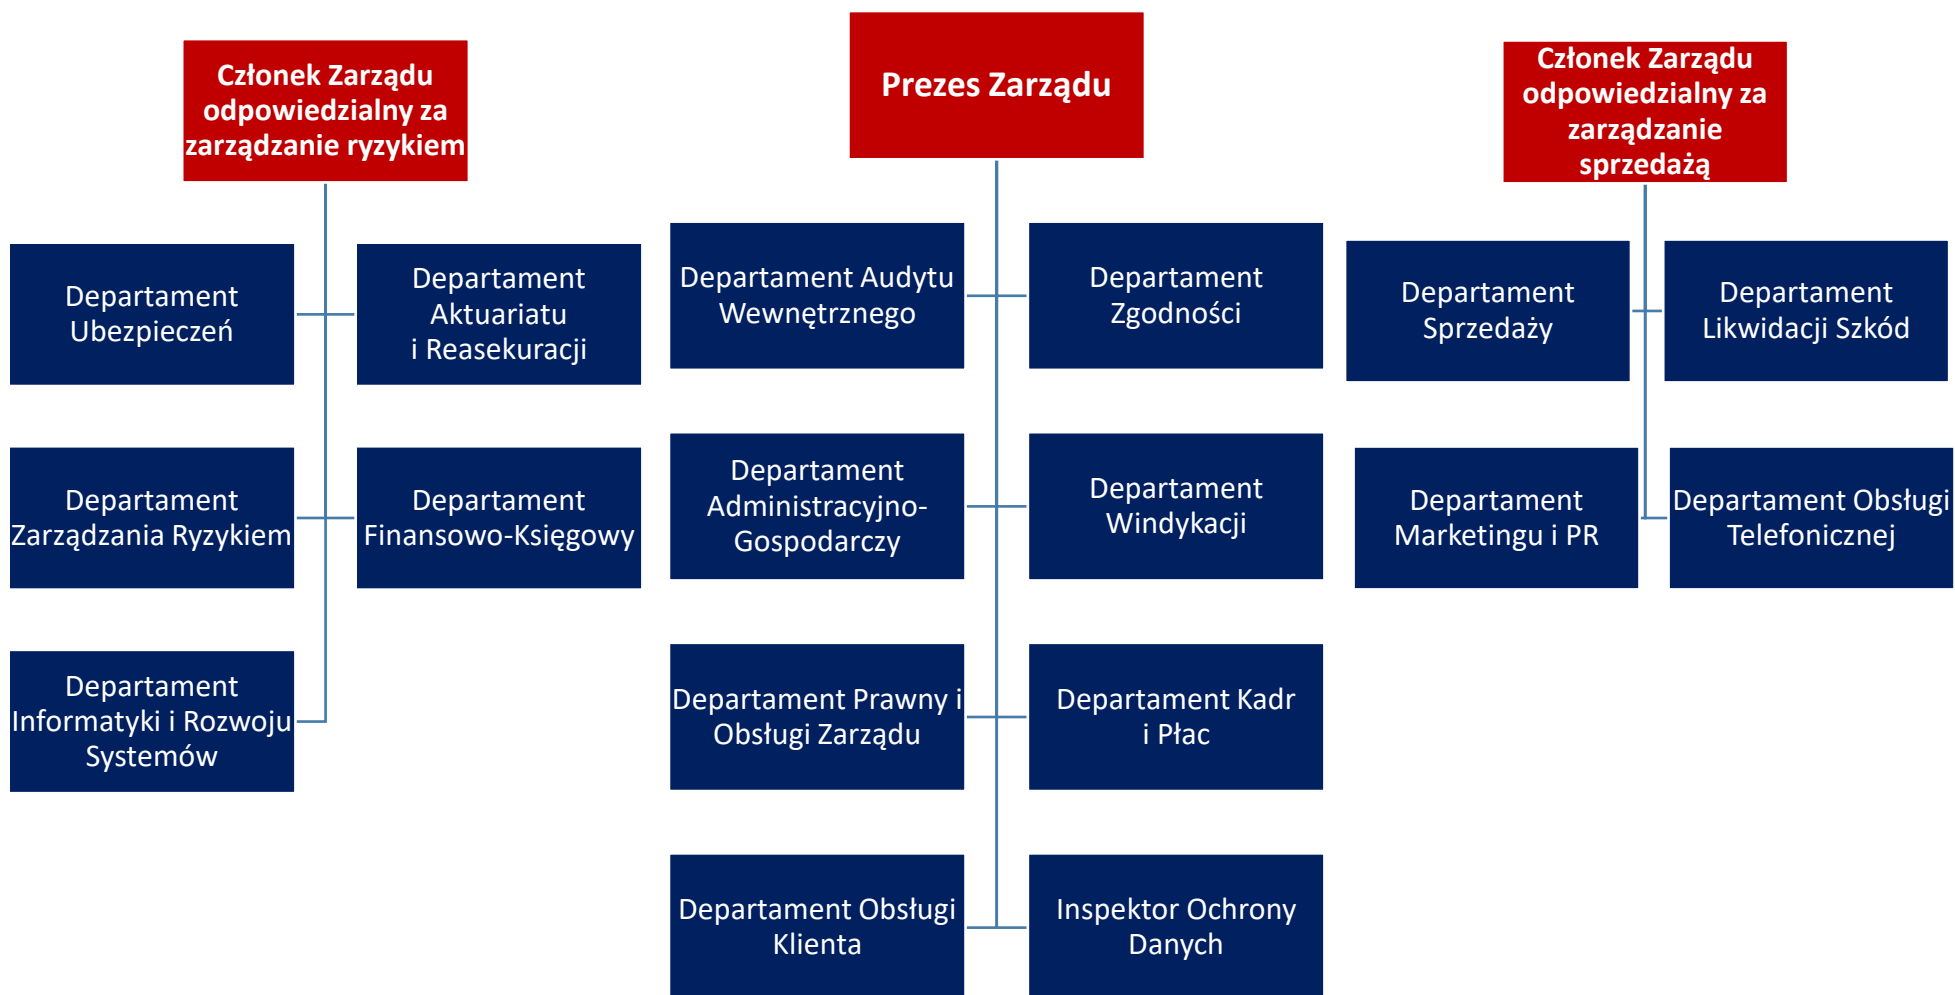 Członek Zarządu
odpowiedzialny za
zarządzanie ryzykiem
Departament
Ubezpieczeń
Departament
Aktuariatu
i Reasekuracji
Departament
Zarządzania Ryzykiem
Departament
Finansowo-Księgowy
Departament
Informatyki i Rozwoju
Systemów
Prezes Zarządu
Departament Audytu
Wewnętrznego
Departament
Zgodności
Departament
Administracyjno-
Gospodarczy
Departament
Windykacji
Departament Prawny i
Obsługi Zarządu
Departament Kadr
i Płac
Departament Obsługi
Klienta
Inspektor Ochrony
Danych
Członek Zarządu
odpowiedzialny za
zarządzanie
sprzedażą
Departament
Sprzedaży
Departament
Likwidacji Szkód
Departament
Marketingu i PR
Departament Obsługi
Telefonicznej